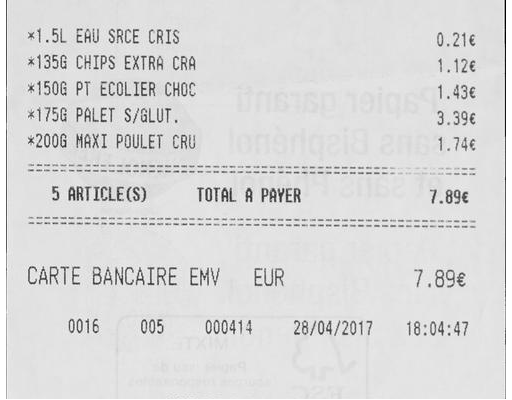 *1.5L EAU SRCE CRIS 0.21€
*135G CHIPS EXTRA CRA 1.12€
*150G PT ECOLIER CHOC 1.43€
*175G PALET S/GLUT. 3.39€
*200G MAXI POULET CRU 1.74€
5 ARTICLE(S) TOTAL A PAYER 7.89€
CARTE BANCAIRE EMV EUR 7.89€
0016 005 000414 28/04/2017 18:04:47
Papier garanti
sans Bisphénol
et sans Phénol
MIXTE
Papier issu de
sources responsables
FSC